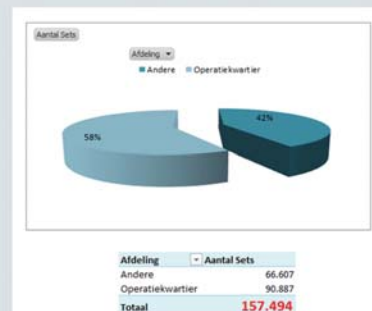 Aantal Sets
Afdeling
Andere Operatiekwartier
42%
58%
Afdeling Aantal Sets
Andere 66.607
Operatiekwartier 90.887
Totaal 157.494